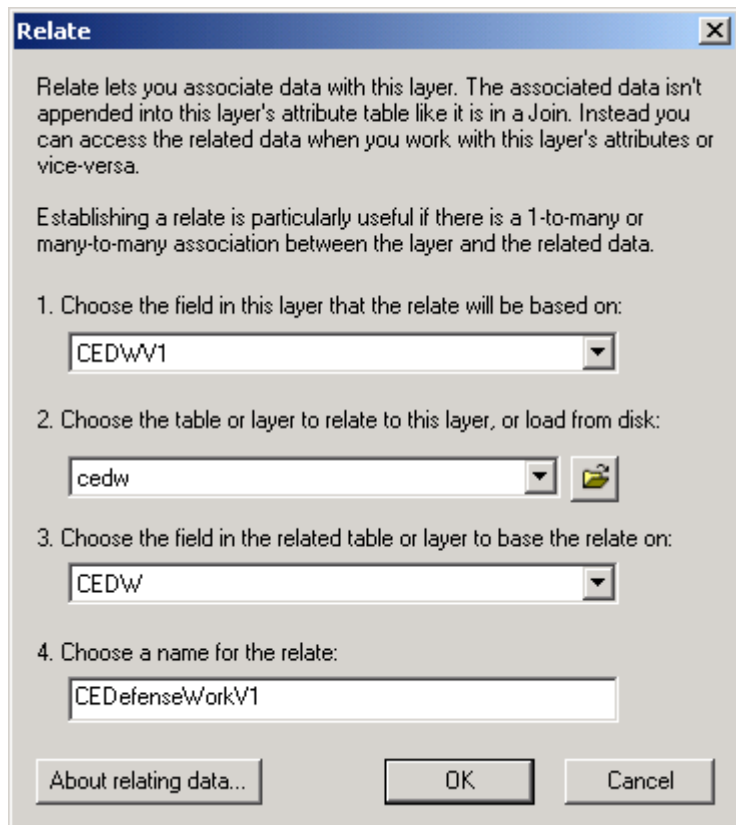 Relate
Relate lets you associate data with this layer. The associated data isn't
appended into this layer's attribute table like it is in a Join. Instead you
can access the related data when you work with this layer's attributes or
vice-versa.
Establishing a relate is particularly useful if there is a 1-to-many or
many-to-many association between the layer and the related data.
1. Choose the field in this layer that the relate will be based on:
CEDWV1
2. Choose the table or layer to relate to this layer, or load from disk:
cedw
3. Choose the field in the related table or layer to base the relate on:
CEDW
4. Choose a name for the relate:
CEDefenseWorkV1
About relating data... OK Cancel